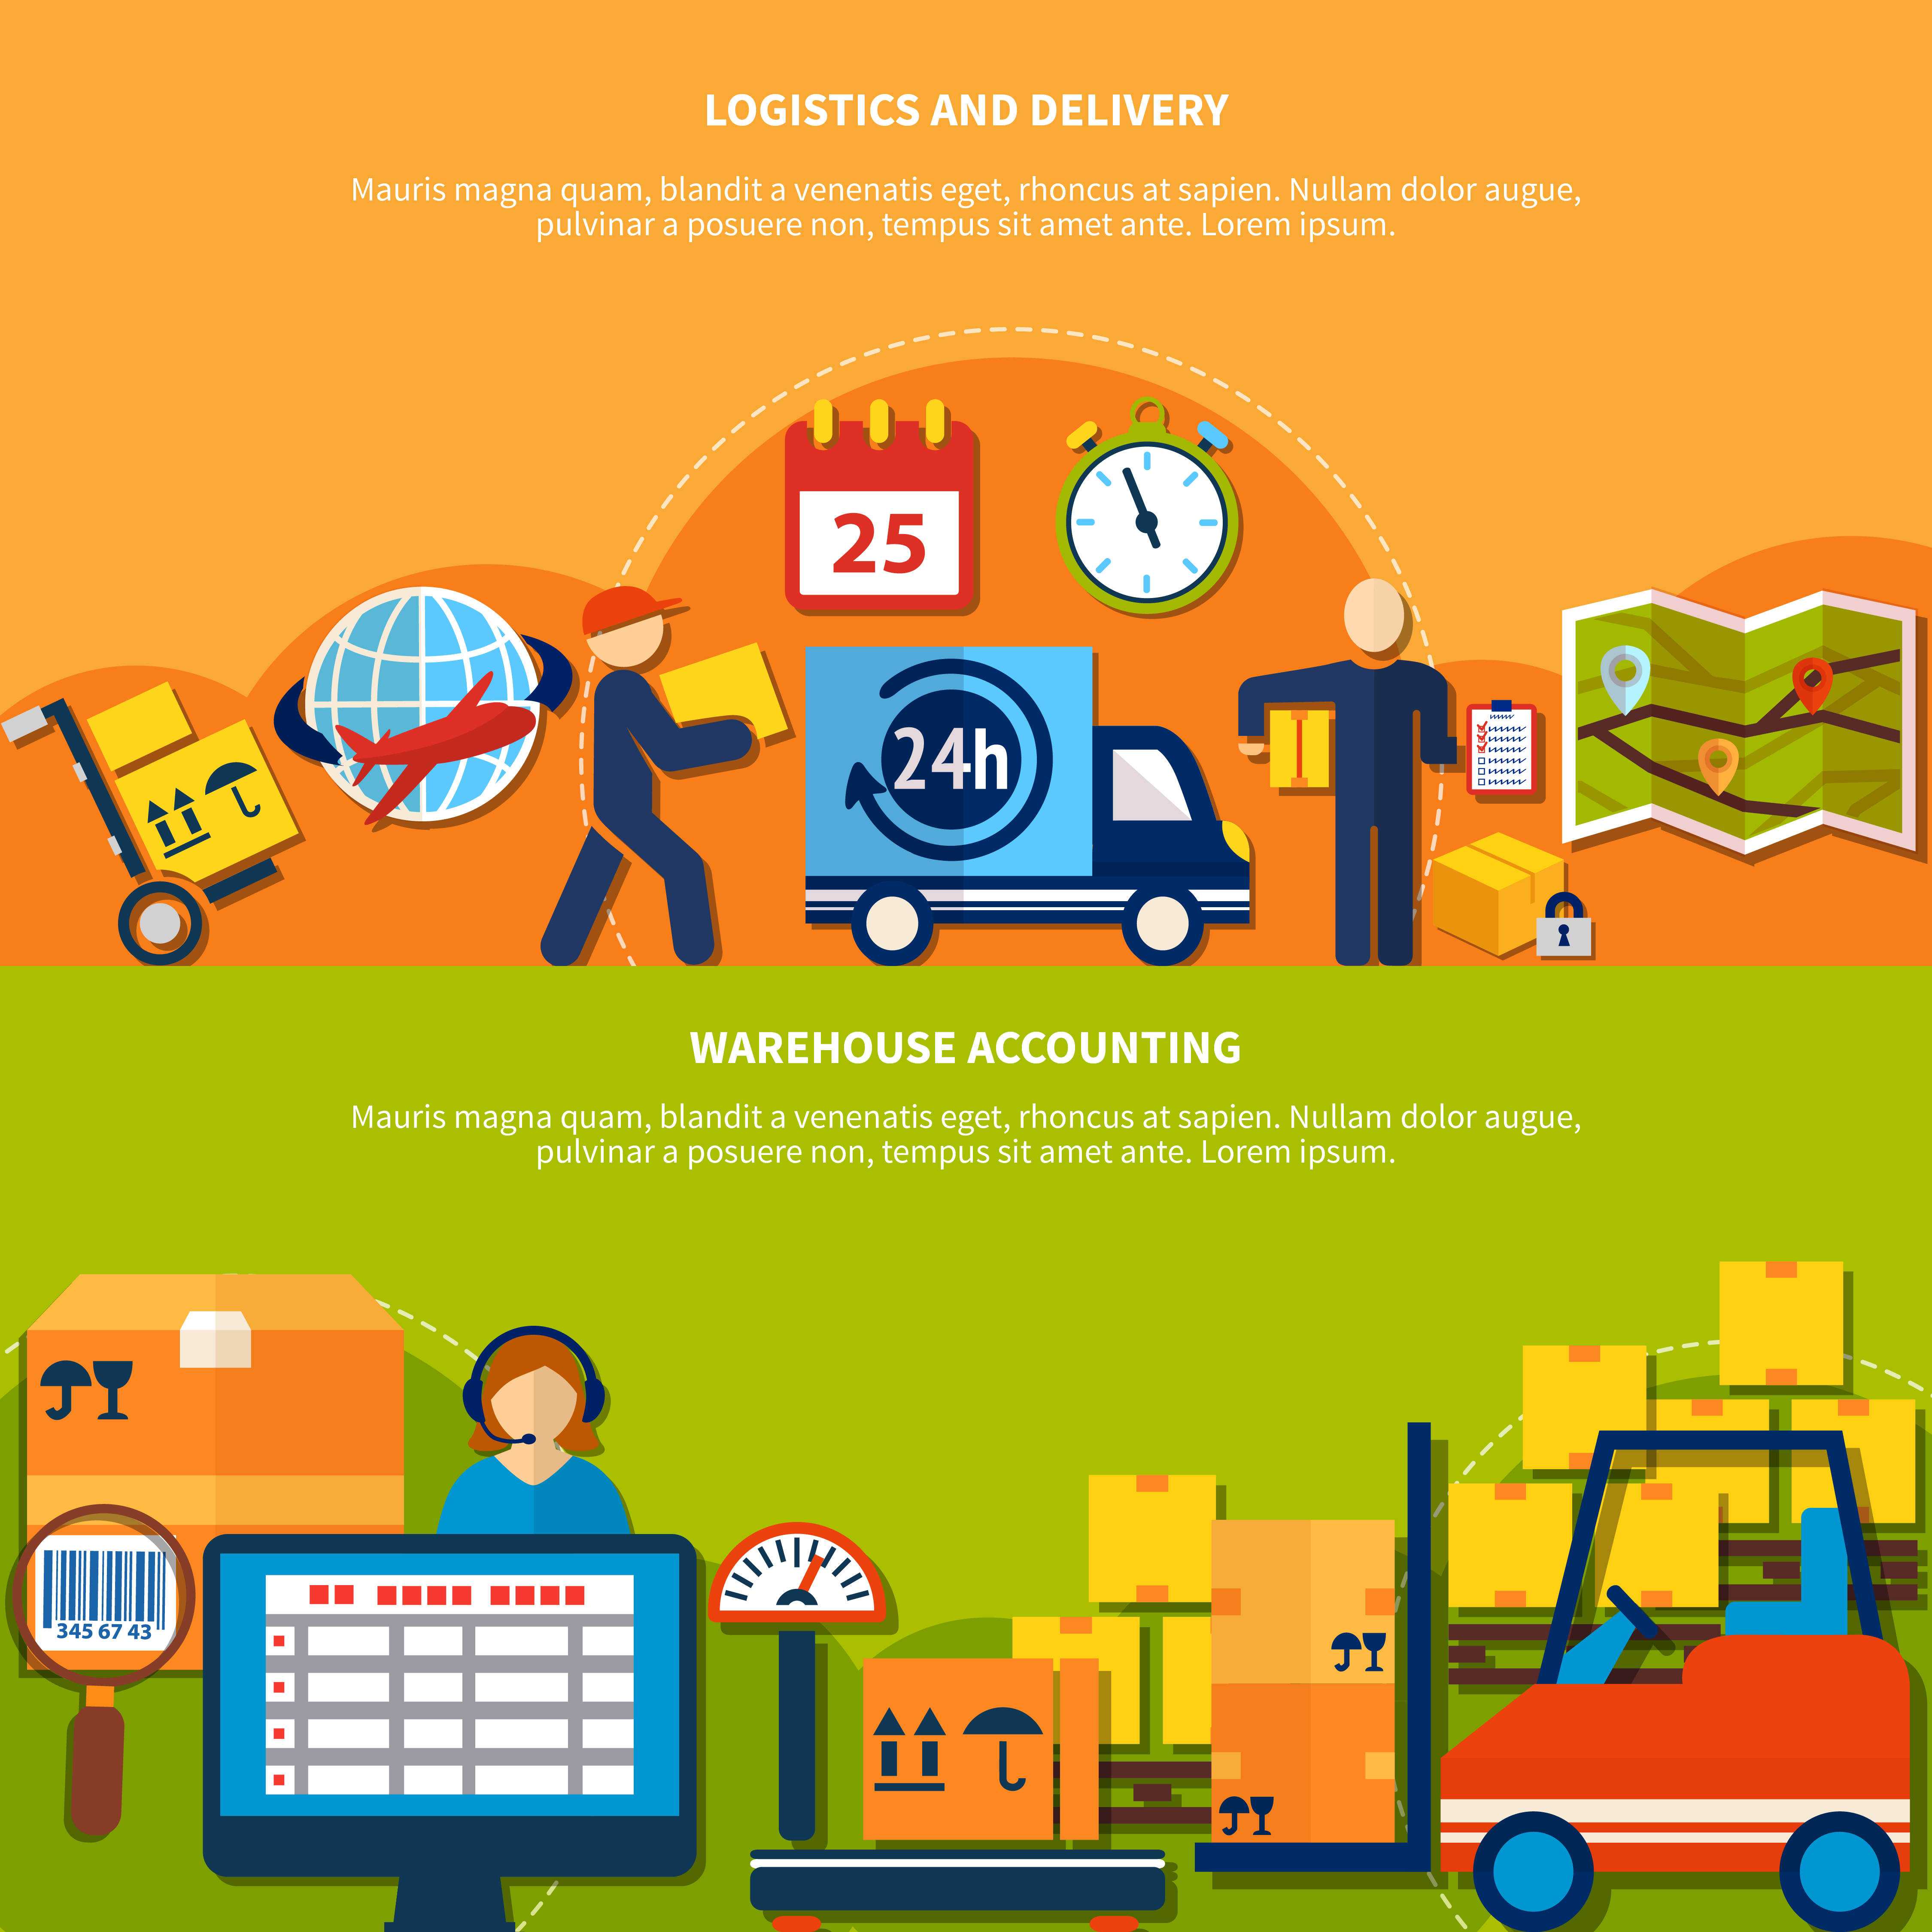 LOGISTICS AND DELIVERY
Mauris magna quam, blandit a venenatis eget, rhoncus at sapien. Nullam dolor augue,
pulvinar a posuere non, tempus sit amet ante. Lorem ipsum.
25
24h
WAREHOUSE ACCOUNTING
Mauris magna quam, blandit a venenatis eget, rhoncus at sapien. Nullam dolor augue,
pulvinar a posuere non, tempus sit amet ante. Lorem ipsum.
345 67 43